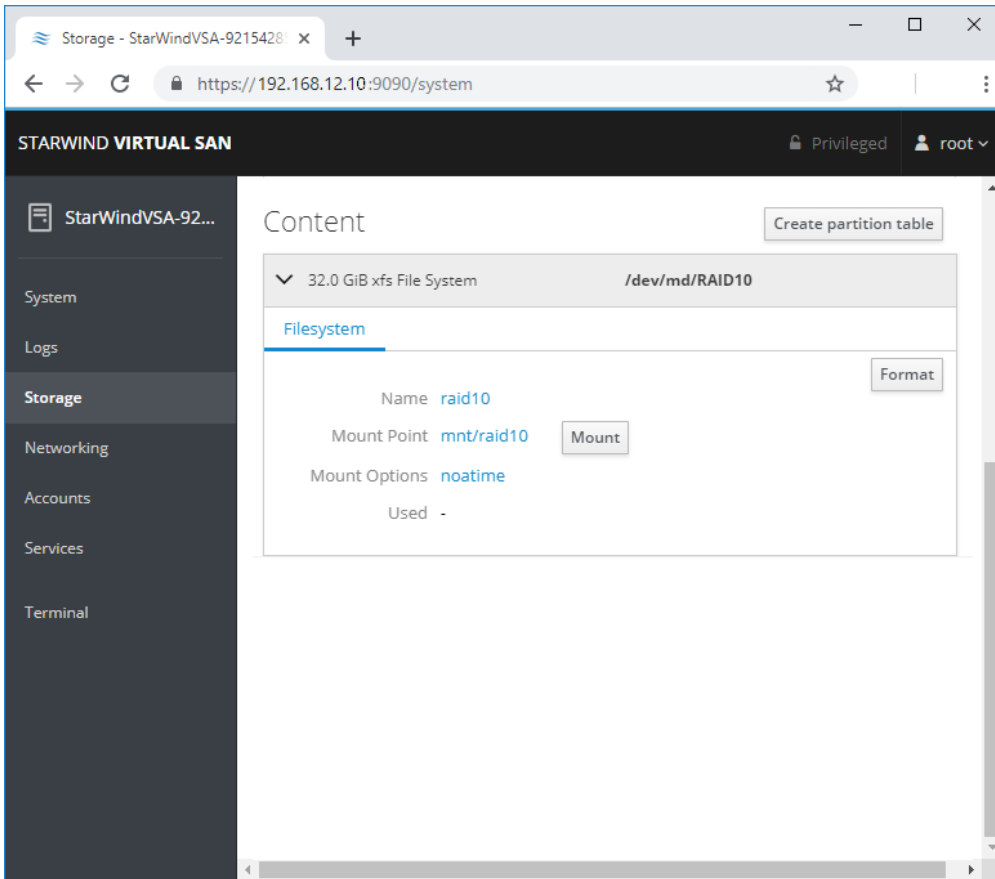 Storage - StarWindVSA-9215428
https://192.168.12.10:9090/system
STARWIND VIRTUAL SAN
Privileged
root
StarWindVSA-92...
System
Logs
Storage
Networking
Accounts
Services
Terminal
Content
Create partition table
32.0 GiB xfs File System /dev/md/RAID10
Filesystem
Format
Name raid10
Mount Point mnt/raid10 Mount
Mount Options noatime
Used -